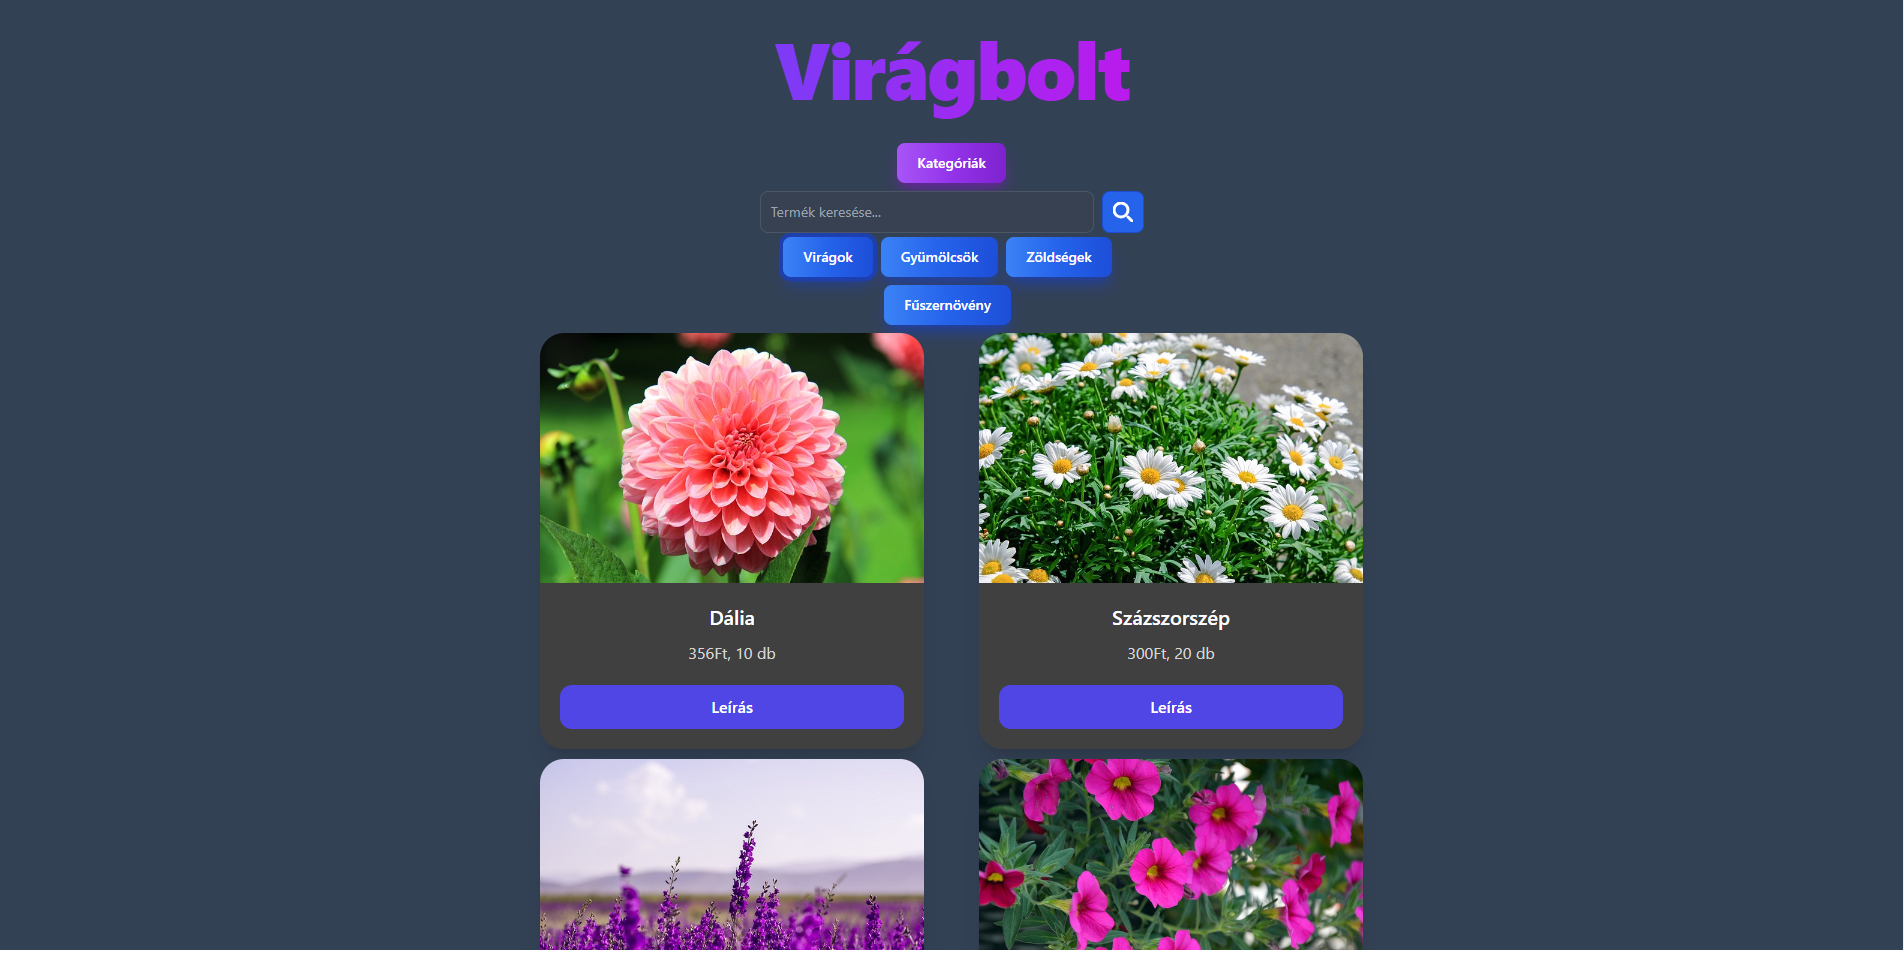 Virágbolt
Kategóriák
Termék keresése...
Virágok Gyümölcsök Zöldségek
Fűszernövény
Dália
356Ft, 10 db
Leírás
Százszorszép
300Ft, 20 db
Leírás